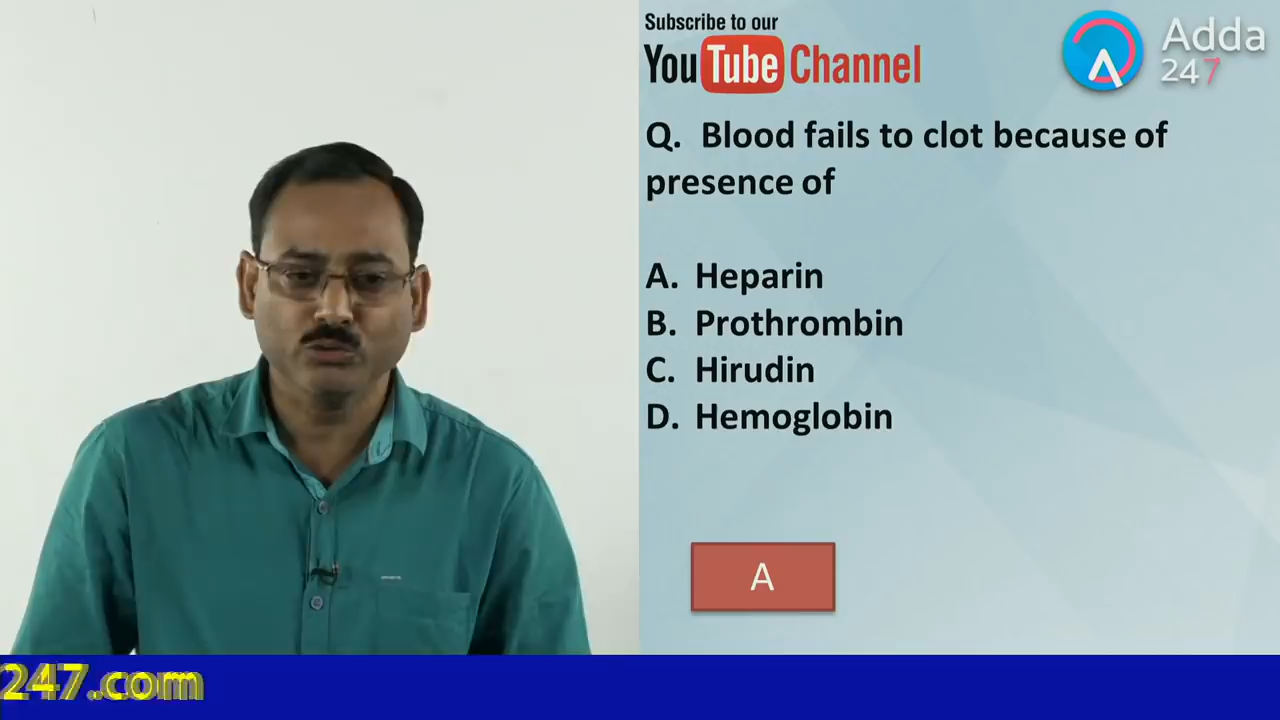 Subscribe to our
YouTube Channel
Adda
247
Q. Blood fails to clot because of
presence of
A. Heparin
B. Prothrombin
C. Hirudin
D. Hemoglobin
A
247.com